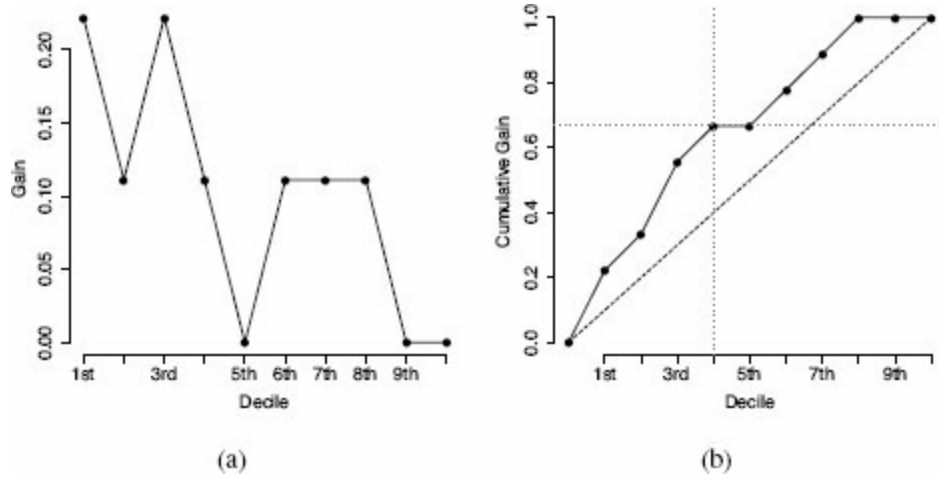 0.20
0.15
Gain
0.10
0.05
0.00
1st
3rd
5th
6th
7th
8th
9th
Decile
(a)
1.0
0.8
0.6
Cumulative Gain
0.4
0.2
0.0
1st
3rd
5th
7th
9th
Decile
(b)